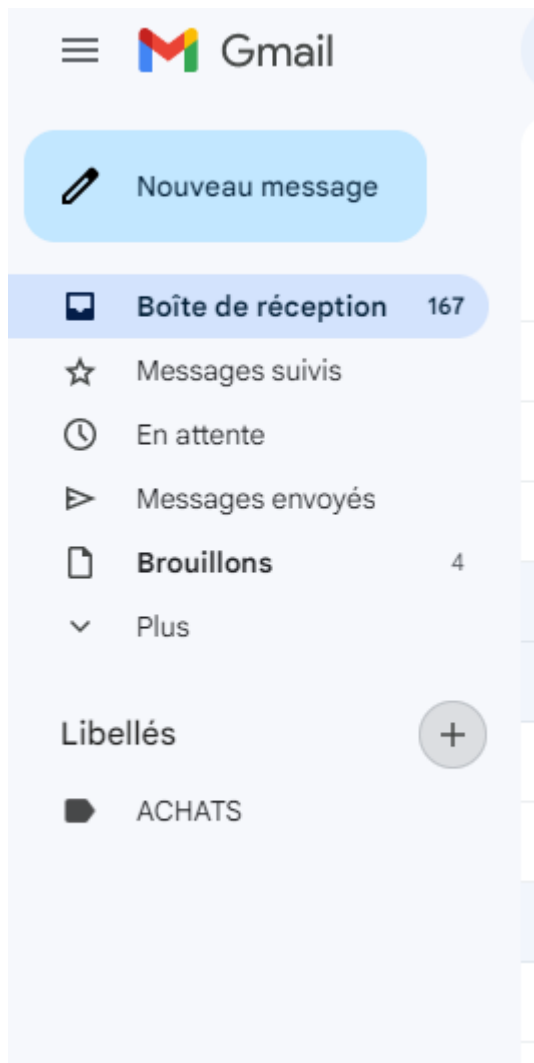 Gmail
Nouveau message
Boîte de réception 167
Messages suivis
En attente
Messages envoyés
Brouillons 4
Plus
Libellés +
ACHATS